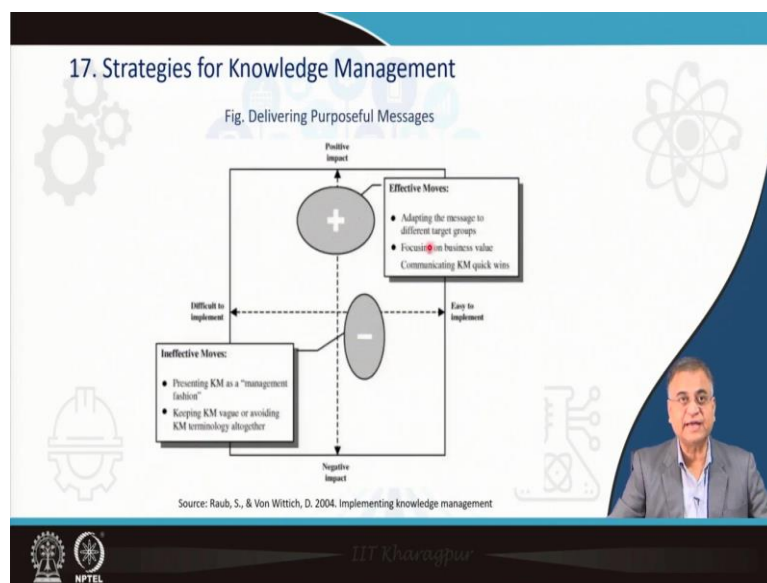 17. Strategies for Knowledge Management
Fig. Delivering Purposeful Messages
Positive
impact
Effective Moves:
• Adapting the message to
different target groups
• Focusing on business value
Communicating KM quick wins
Difficult to
implement
Easy to
implement
Ineffective Moves:
• Presenting KM as a “management
fashion”
• Keeping KM vague or avoiding
KM terminology altogether
Negative
impact
Source: Raub, S., & Von Wittich, D. 2004. Implementing knowledge management
IIT Kharagpur
NPTEL